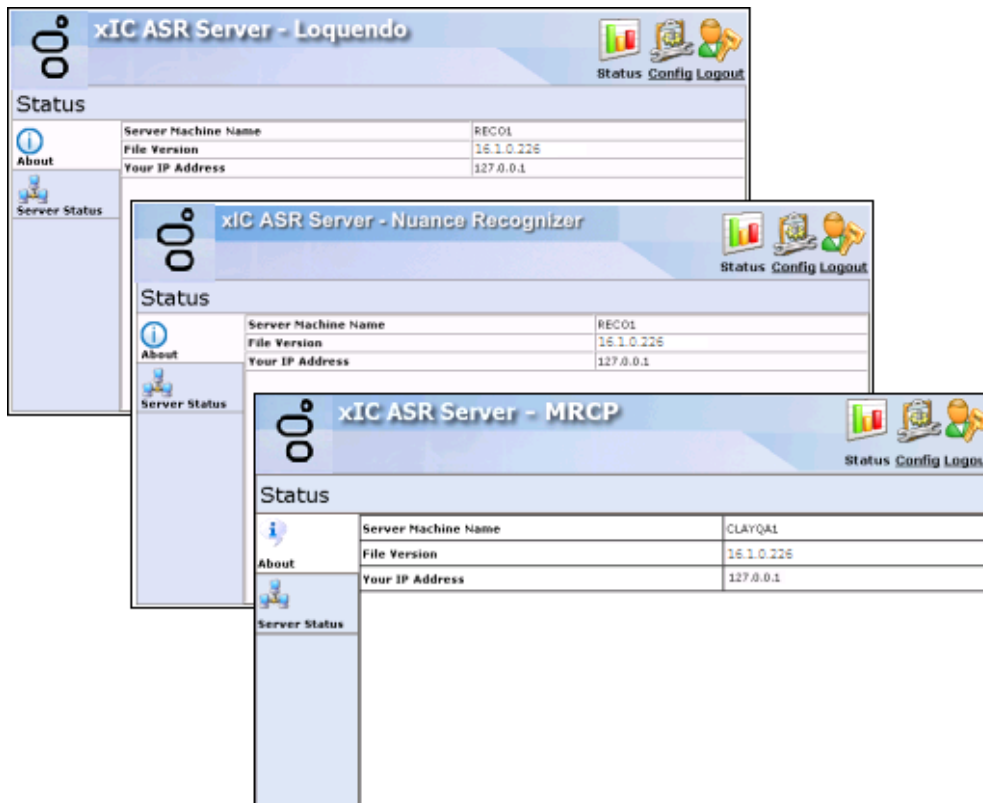 xIC ASR Server - Loquendo
Status Config Logout
Status
About
Server Status
Server Machine Name RECO1
File Version 16.1.0.226
Your IP Address 127.0.0.1
xIC ASR Server - Nuance Recognizer
Status Config Logout
Status
About
Server Status
Server Machine Name RECO1
File Version 16.1.0.226
Your IP Address 127.0.0.1
xIC ASR Server - MRCP
Status Config Logou
Status
About
Server Status
Server Machine Name CLAYQA1
File Version 16.1.0.226
Your IP Address 127.0.0.1